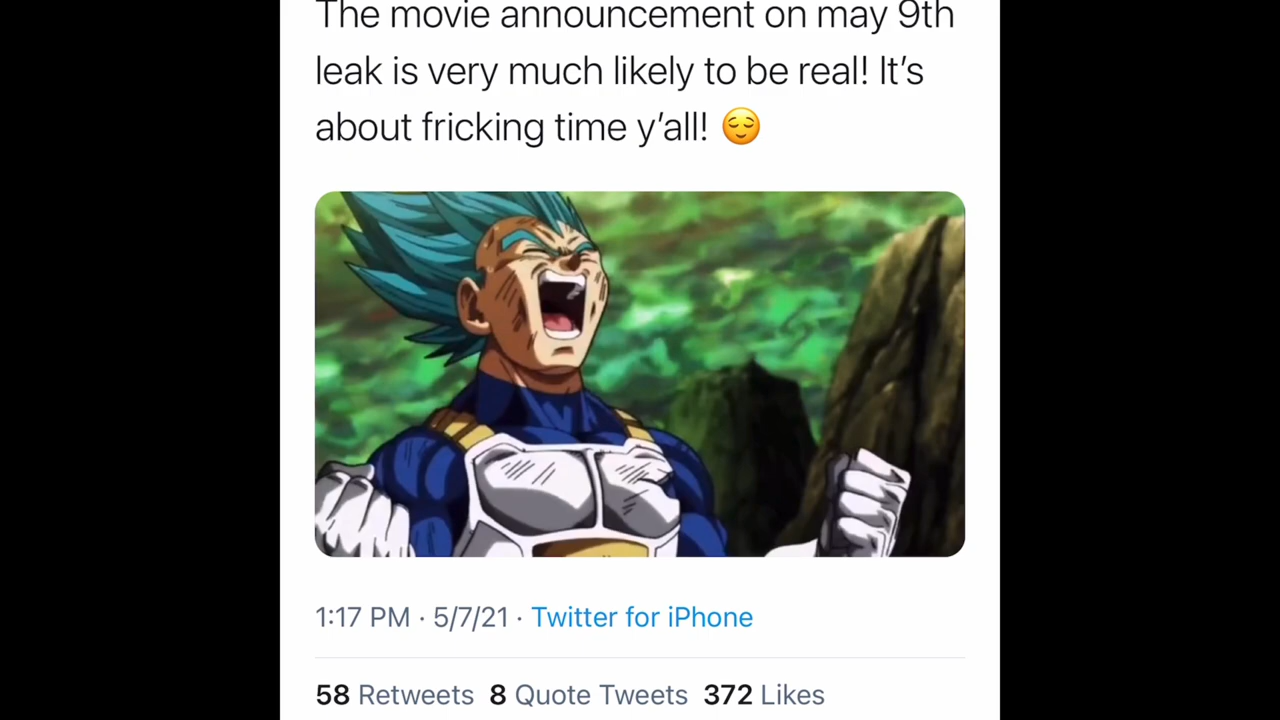 The movie announcement on may 9th
leak is very much likely to be real! It’s
about fricking time y’all! 😌
1:17 PM · 5/7/21 · Twitter for iPhone
58 Retweets 8 Quote Tweets 372 Likes